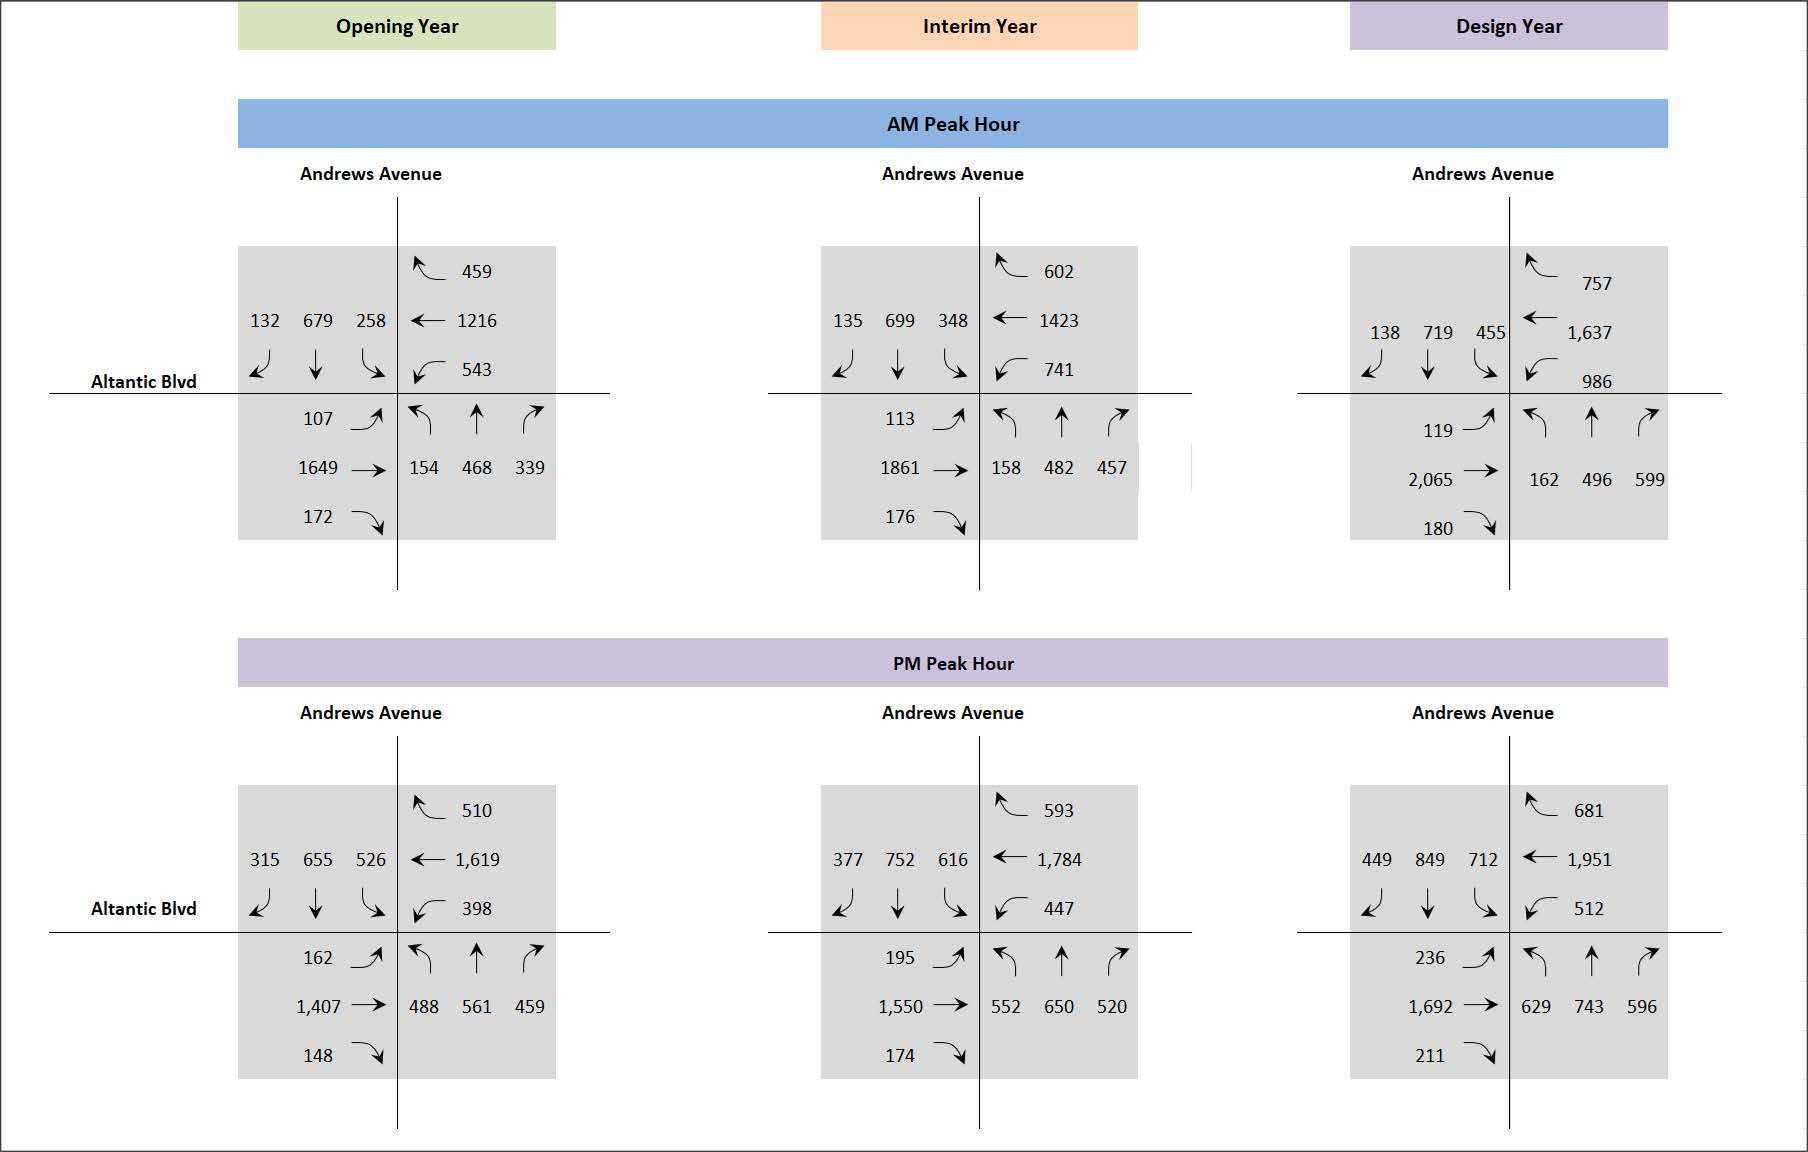 Opening Year Interim Year Design Year
AM Peak Hour
Andrews Avenue Andrews Avenue Andrews Avenue
459 602 757
132 679 258 1216 135 699 348 1423 138 719 455 1,637
543 741 986
Altantic Blvd
107 113 119
1649 154 468 339 1861 158 482 457 2,065 162 496 599
172 176 180
PM Peak Hour
Andrews Avenue Andrews Avenue Andrews Avenue
510 593 681
315 655 526 1,619 377 752 616 1,784 449 849 712 1,951
Altantic Blvd 398 447 512
162 195 236
1,407 488 561 459 1,550 552 650 520 1,692 629 743 596
148 174 211